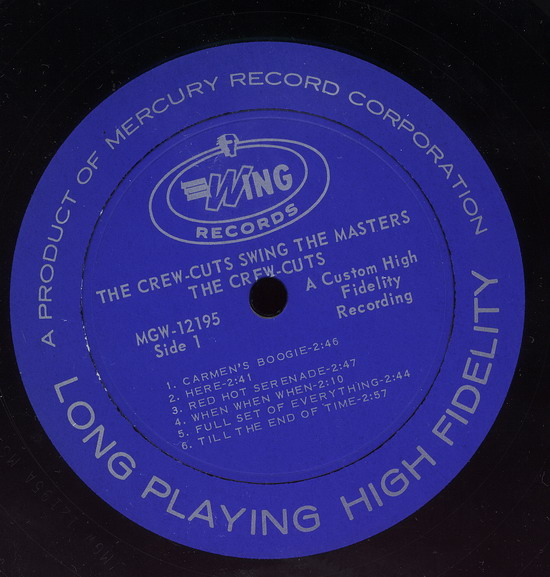 A PRODUCT OF MERCURY RECORD CORPORATION
WING
RECORDS
THE CREW-CUTS SWING THE MASTERS
THE CREW-CUTS
MGW-12195
Side 1
A Custom High
Fidelity
Recording
1. CARMEN'S BOOGIE-2:46
2. HERE-2:41
3. RED HOT SERENADE-2:47
4. WHEN WHEN WHEN-2:10
5. FULL SET OF EVERYTHING-2:44
6. TILL THE END OF TIME-2:57
LONG PLAYING HIGH FIDELITY